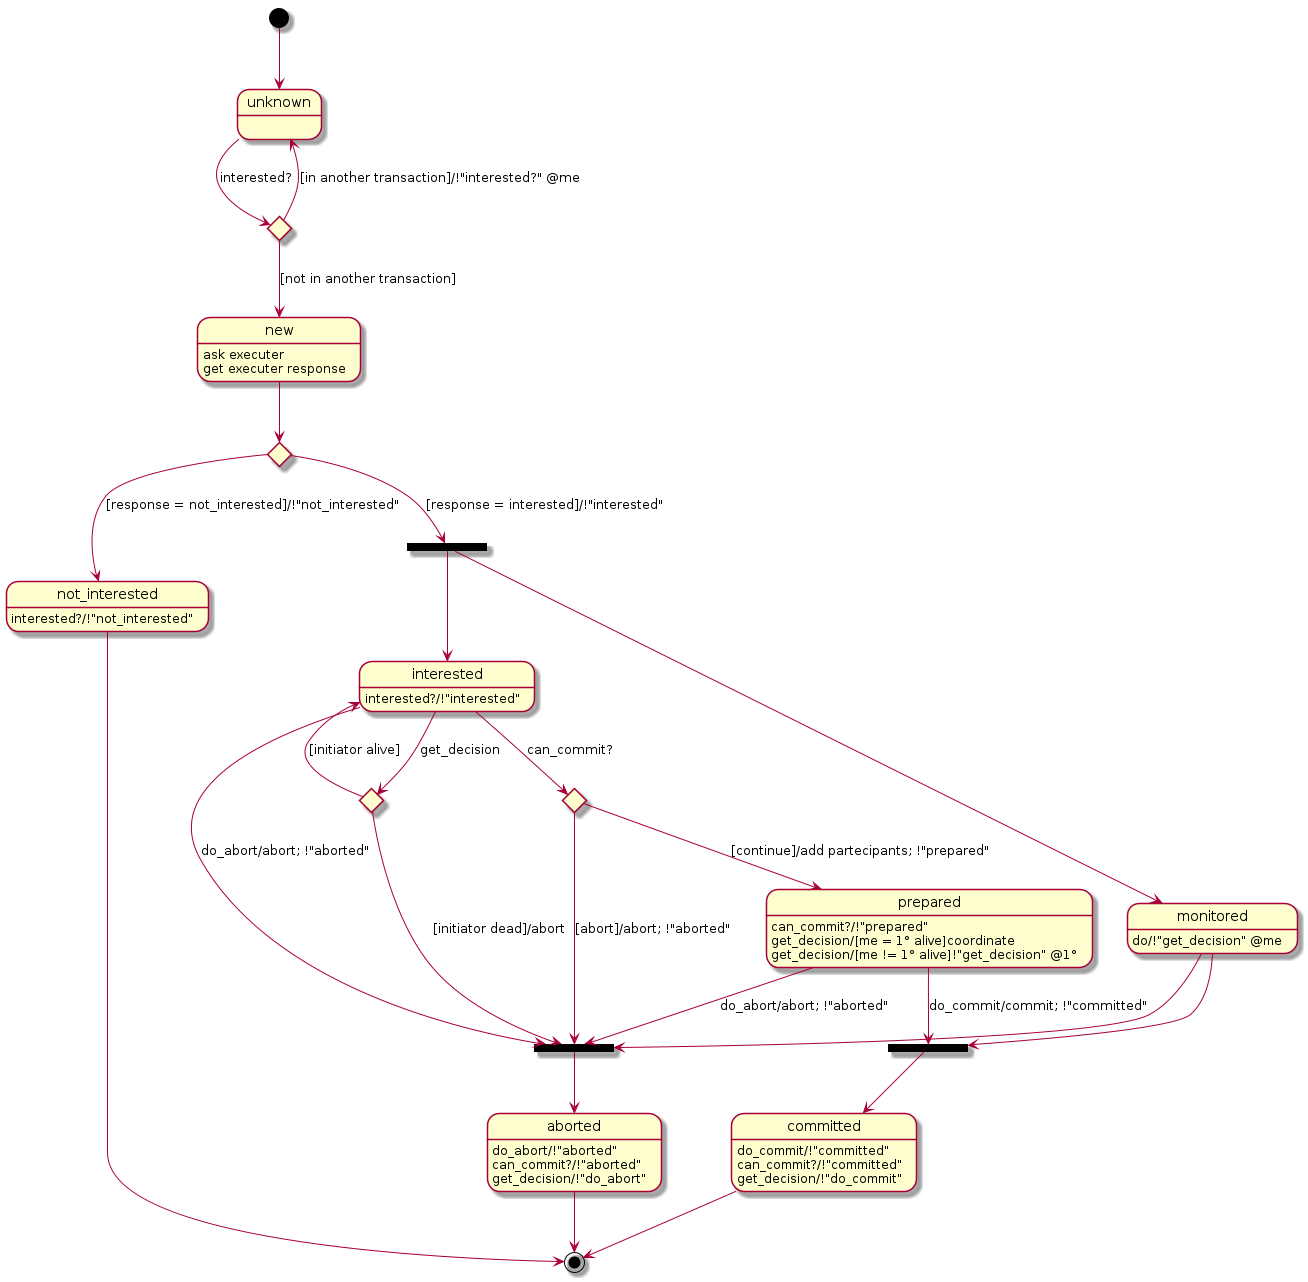 unknown
interested?
[in another transaction]/!"interested?" @me
[not in another transaction]
new
ask executer
get executer response
[response = not_interested]/!"not_interested"
[response = interested]/!"interested"
not_interested
interested?/!"not_interested"
interested
interested?/!"interested"
[initiator alive]
get_decision
can_commit?
do_abort/abort; !"aborted"
[continue]/add partecipants; !"prepared"
[initiator dead]/abort
[abort]/abort; !"aborted"
prepared
can_commit?/!"prepared"
get_decision/[me = 1° alive]coordinate
get_decision/[me != 1° alive]!"get_decision" @1°
monitored
do/!"get_decision" @me
do_abort/abort; !"aborted"
do_commit/commit; !"committed"
aborted
do_abort/!"aborted"
can_commit?/!"aborted"
get_decision/!"do_abort"
committed
do_commit/!"committed"
can_commit?/!"committed"
get_decision/!"do_commit"